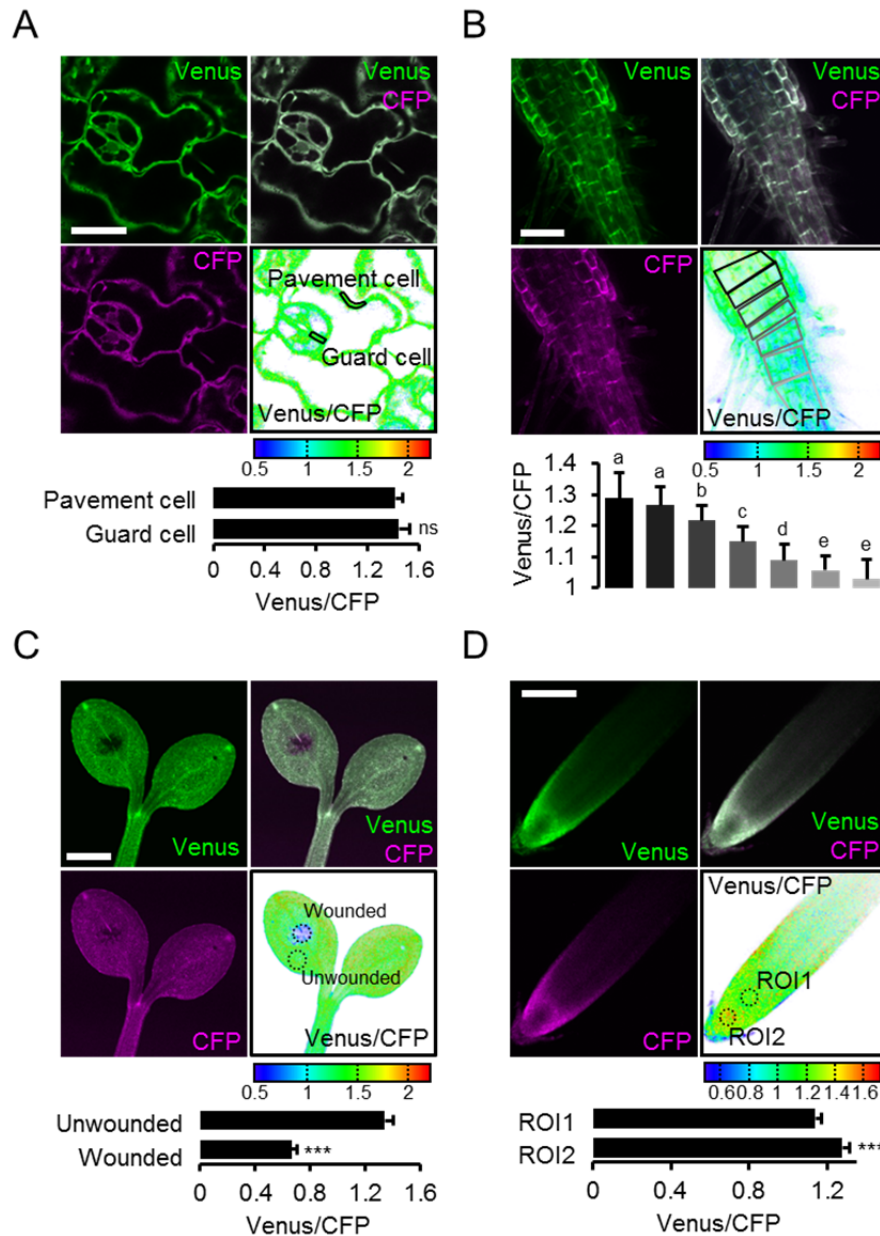 A
Venus
Venus
CFP
CFP
Pavement cell
Guard cell
Venus/CFP
0.5 1 1.5 2
Pavement cell
Guard cell
ns
0 0.4 0.8 1.2 1.6
Venus/CFP
B
Venus
Venus
CFP
CFP
Venus/CFP
0.5 1 1.5 2
Venus/CFP
1.4
1.3
1.2
1.1
1
a a b c d e e
C
Venus
Venus
CFP
CFP
Wounded
Unwounded
Venus/CFP
0.5 1 1.5 2
Unwounded
Wounded
***
0 0.4 0.8 1.2 1.6
Venus/CFP
D
Venus
Venus
CFP
CFP
Venus/CFP
ROI1
ROI2
0.6 0.8 1 1.2 1.4 1.6
ROI1
ROI2
***
0 0.4 0.8 1.2
Venus/CFP